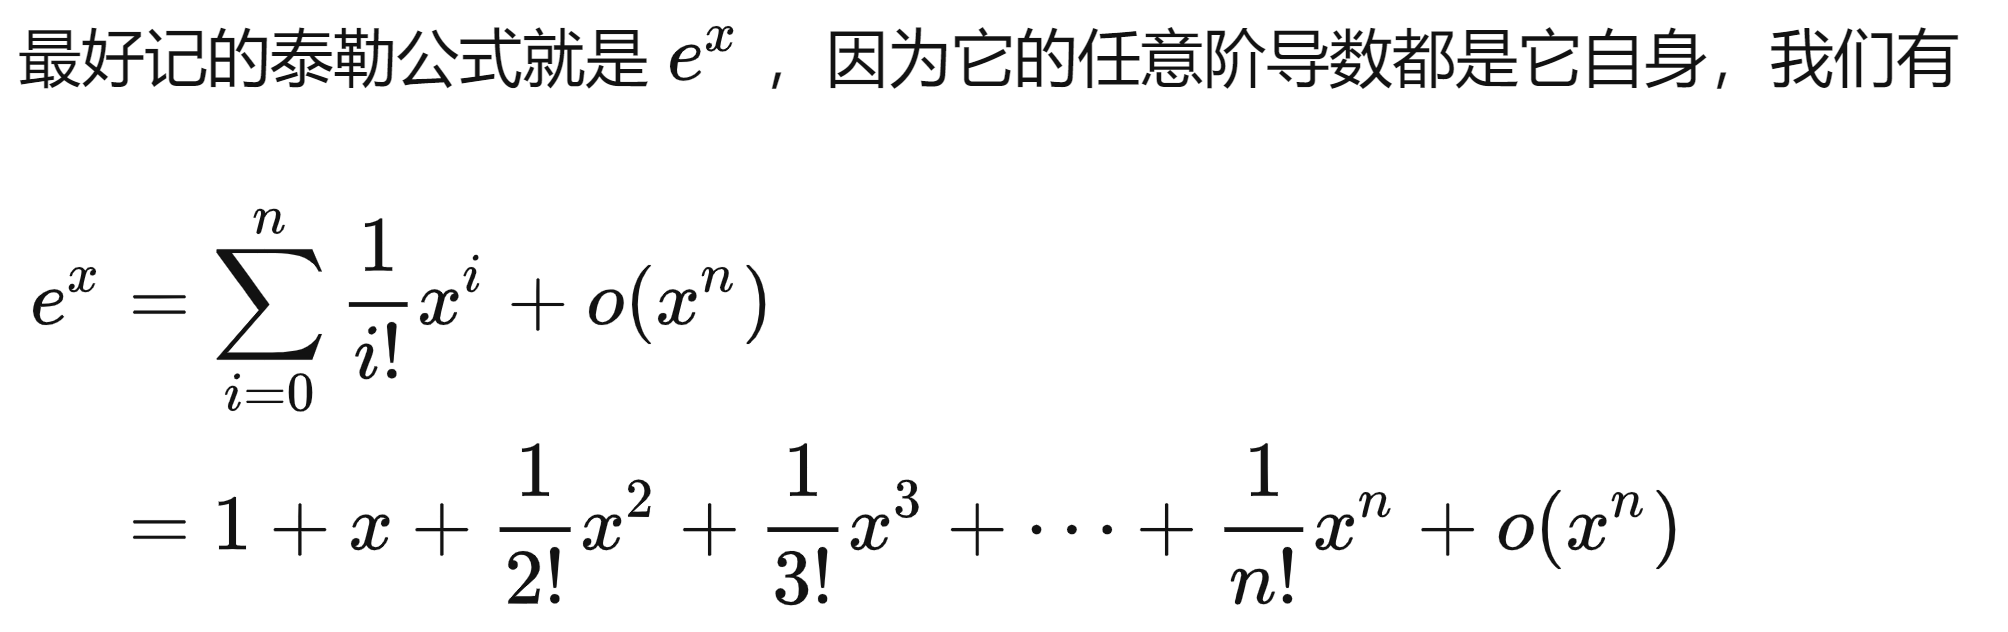 最好记的泰勒公式就是 $e^x$ ，因为它的任意阶导数都是它自身，我们有
$e^x = \sum_{i=0}^{n} \frac{1}{i!} x^i + o(x^n)$
$= 1 + x + \frac{1}{2!} x^2 + \frac{1}{3!} x^3 + \cdots + \frac{1}{n!} x^n + o(x^n)$